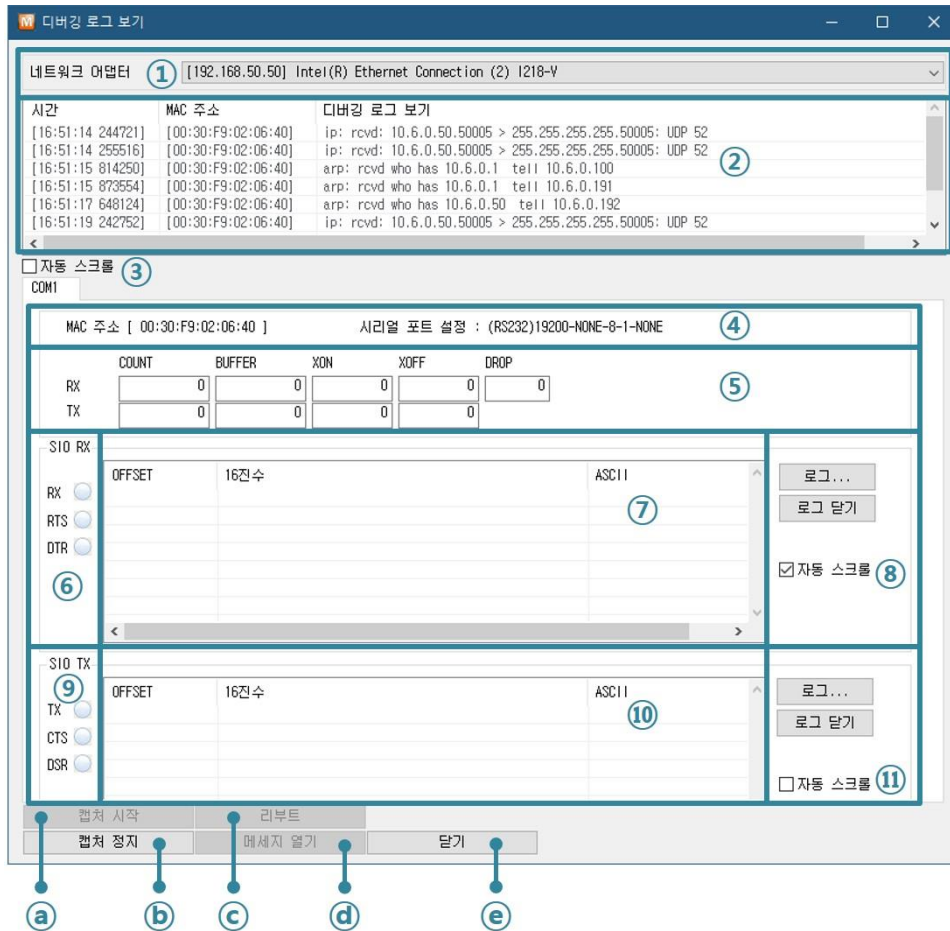 M 디버깅 로그 보기
네트워크 어댑터 ① [192.168.50.50] Intel(R) Ethernet Connection (2) I218-V
시간 MAC 주소 디버깅 로그 보기
[16:51:14 244721] [00:30:F9:02:06:40] ip: rcvd: 10.6.0.50.50005 > 255.255.255.255.50005: UDP 52
[16:51:14 255516] [00:30:F9:02:06:40] ip: rcvd: 10.6.0.50.50005 > 255.255.255.255.50005: UDP 52
②
[16:51:15 814250] [00:30:F9:02:06:40] arp: rcvd who has 10.6.0.1 tell 10.6.0.100
[16:51:15 873554] [00:30:F9:02:06:40] arp: rcvd who has 10.6.0.1 tell 10.6.0.191
[16:51:17 648124] [00:30:F9:02:06:40] arp: rcvd who has 10.6.0.50 tell 10.6.0.192
[16:51:19 242752] [00:30:F9:02:06:40] ip: rcvd: 10.6.0.50.50005 > 255.255.255.255.50005: UDP 52
자동 스크롤 ③
COM1
MAC 주소 [ 00:30:F9:02:06:40 ] 시리얼 포트 설정 : (RS232)19200-NONE-8-1-NONE ④
COUNT BUFFER XON XOFF DROP
RX 0 0 0 0 0 ⑤
TX 0 0 0 0
SIO RX
OFFSET 16진수 ASCII 로그...
RX
⑦ 로그 닫기
RTS
DTR
자동 스크롤 ⑧
⑥
SIO TX
⑨ OFFSET 16진수 ASCII 로그...
TX ⑩
로그 닫기
CTS
DSR
자동 스크롤 ⑪
캡처 시작 리부트
캡처 정지 메세지 열기 닫기
ⓐ ⓑ ⓒ ⓓ ⓔ